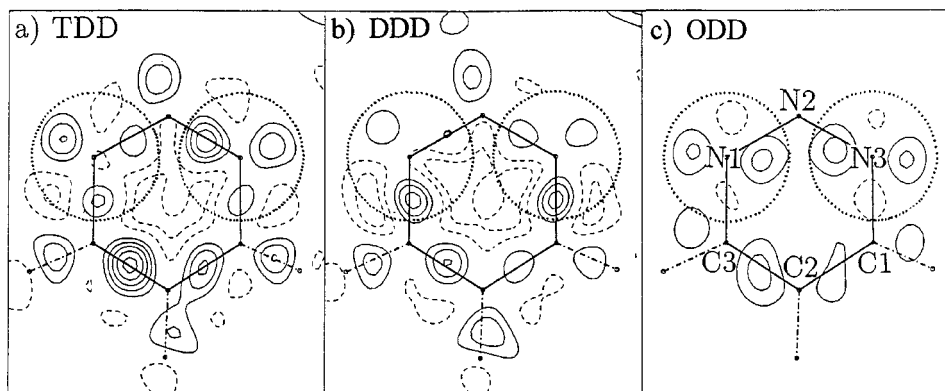 a) TDD
b) DDD
c) ODD
N2
N1
N3
C3
C2
C1